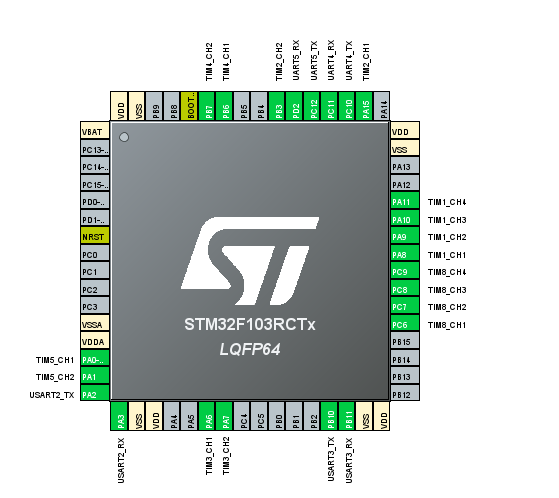 TIM4_CH2
TIM4_CH1
TIM2_CH2
UART5_RX
UART5_TX
UART4_RX
UART4_TX
TIM2_CH1
VDD
VSS
PB9
PB8
BOOT..
PB7
PB6
PB5
PB4
PB3
PD2
PC12
PC11
PC10
PA15
PA14
VBAT
PC13-..
PC14-..
PC15-..
PD0-..
PD1-..
NRST
PC0
PC1
PC2
PC3
VSSA
VDDA
TIM5_CH1 PA0-..
TIM5_CH2 PA1
USART2_TX PA2
STM32F103RCTx
LQFP64
VDD
VSS
PA13
PA12
PA11 TIM1_CH4
PA10 TIM1_CH3
PA9 TIM1_CH2
PA8 TIM1_CH1
PC9 TIM8_CH4
PC8 TIM8_CH3
PC7 TIM8_CH2
PC6 TIM8_CH1
PB15
PB14
PB13
PB12
PA3
VSS
VDD
PA4
PA5
PA6
PA7
PC4
PC5
PB0
PB1
PB2
PB10
PB11
VSS
VDD
USART2_RX
TIM3_CH1
TIM3_CH2
USART3_TX
USART3_RX